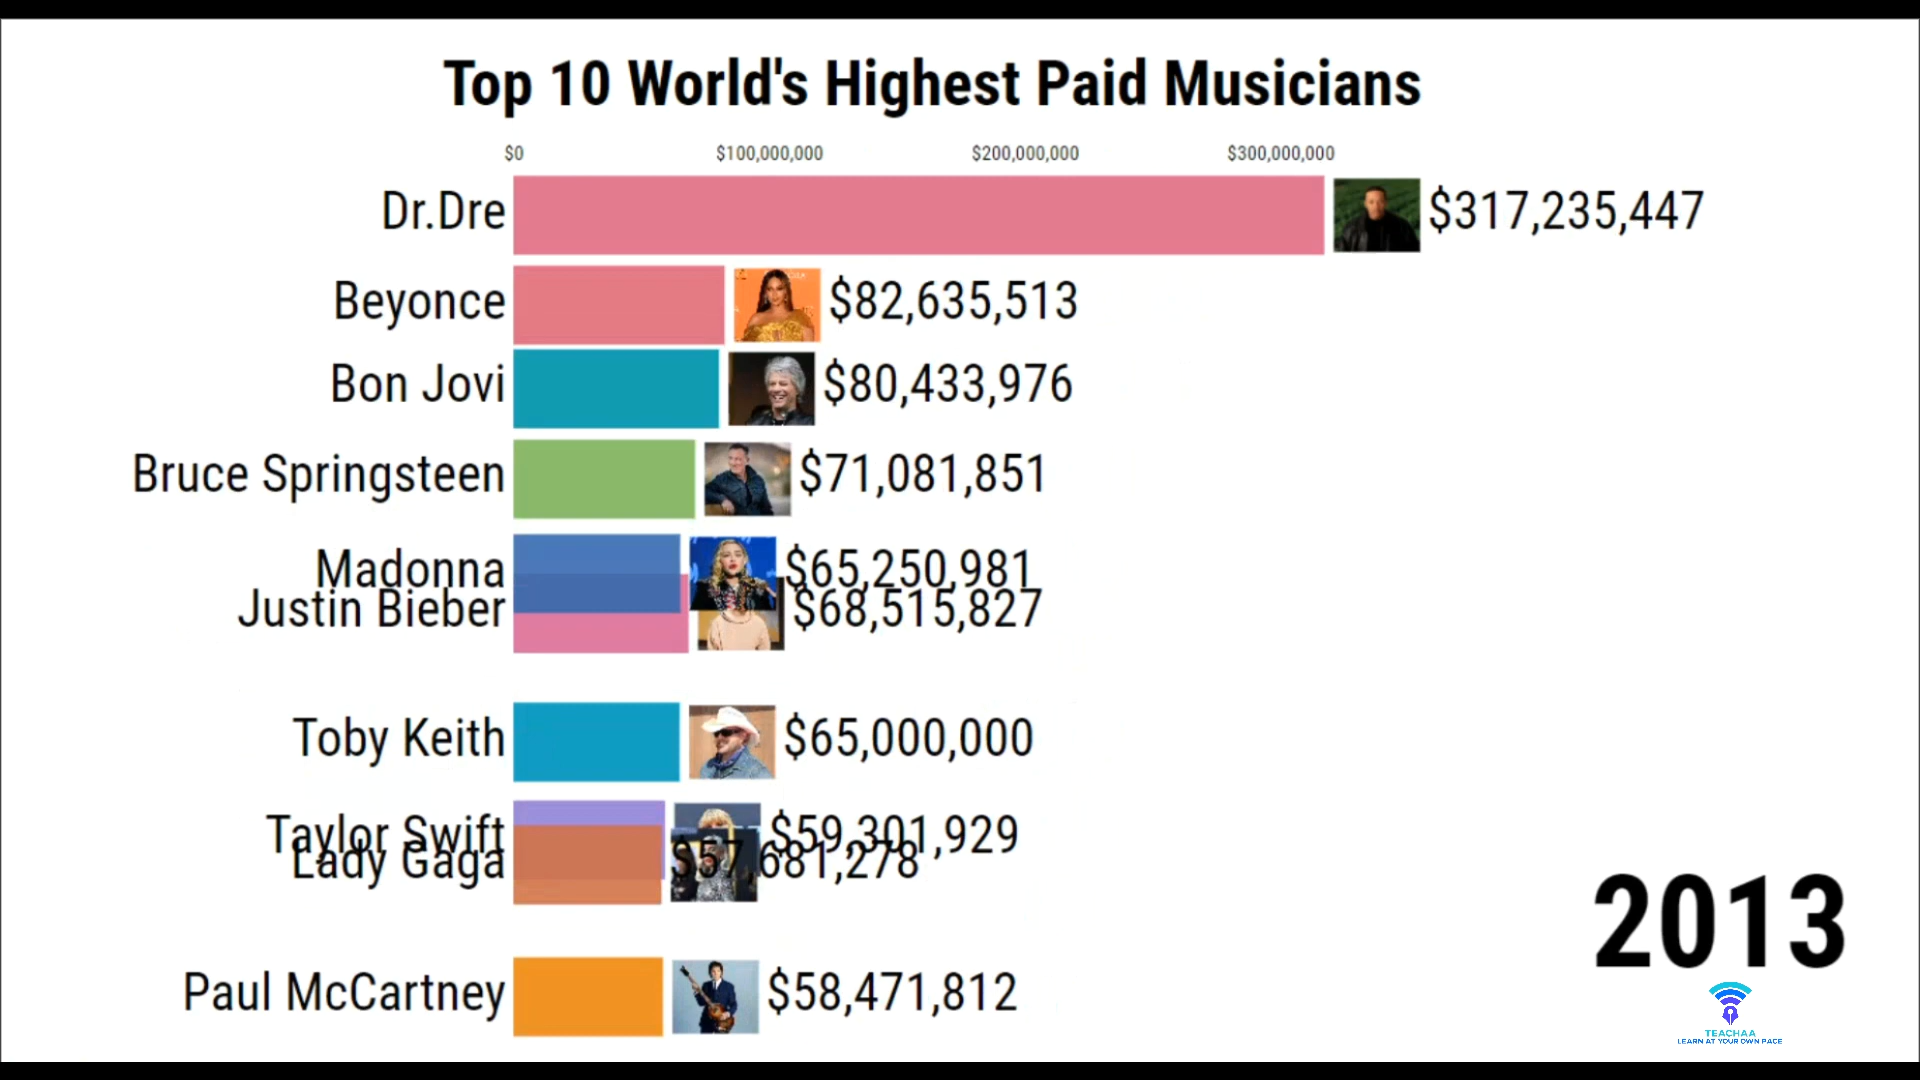 Top 10 World's Highest Paid Musicians
$0 $100,000,000 $200,000,000 $300,000,000
Dr.Dre $317,235,447
Beyonce $82,635,513
Bon Jovi $80,433,976
Bruce Springsteen $71,081,851
Madonna $65,250,981
Justin Bieber $68,515,827
Toby Keith $65,000,000
Taylor Swift $59,301,929
Lady Gaga $57,681,278
Paul McCartney $58,471,812
2013
TEACHAA
LEARN AT YOUR OWN PACE